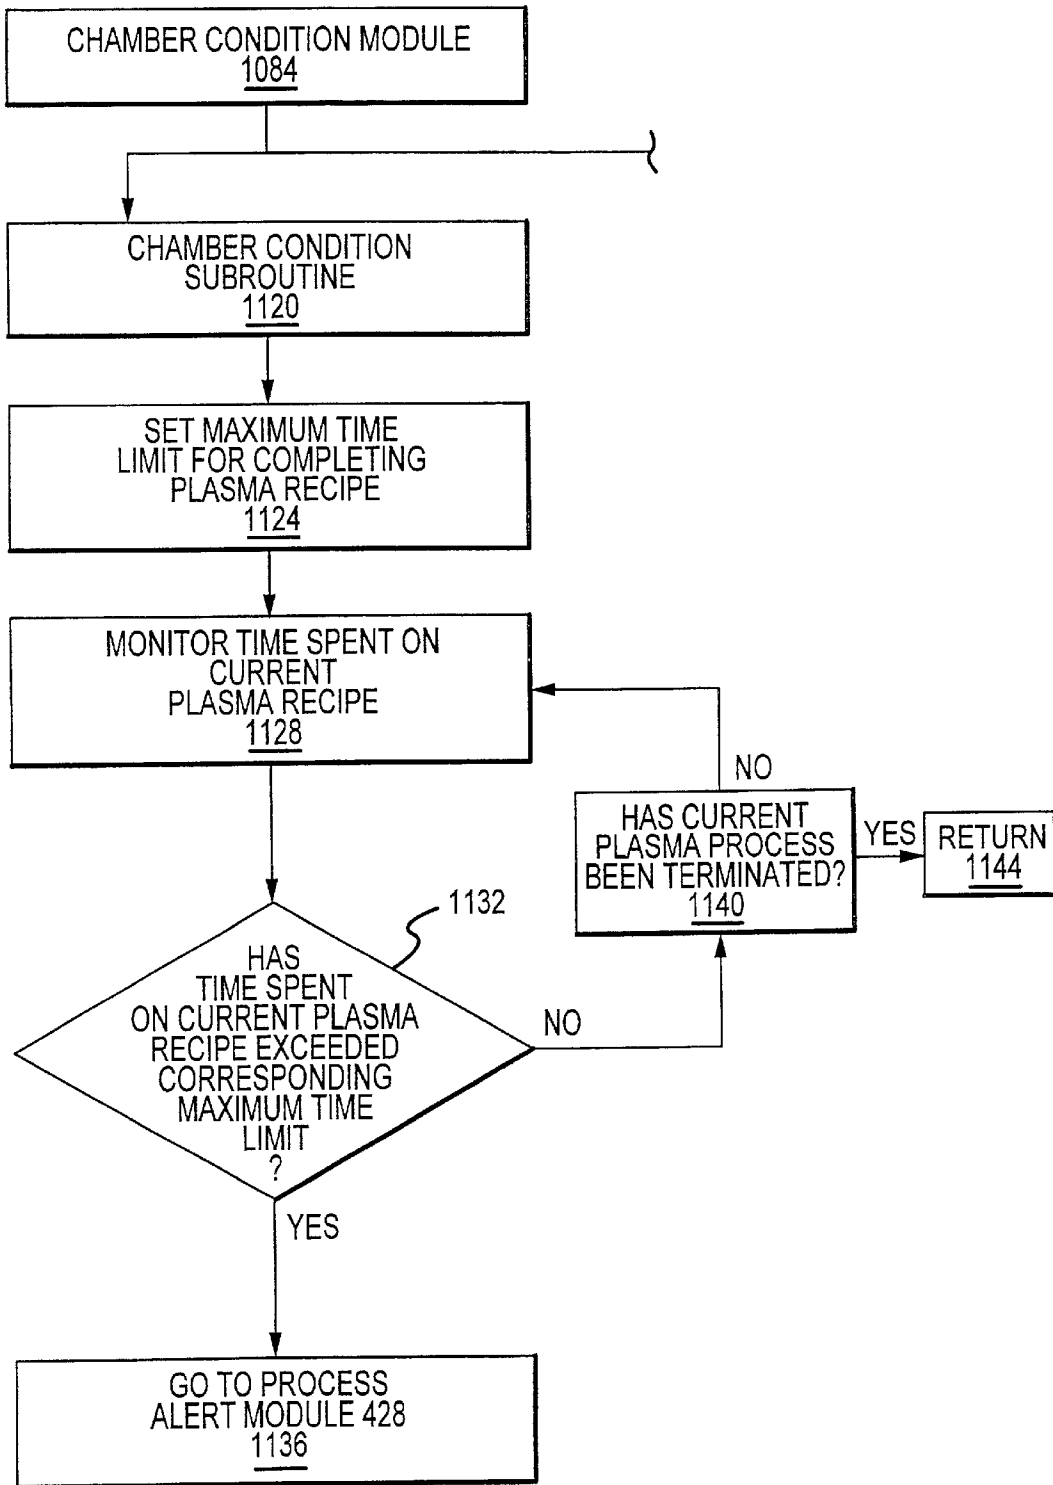 CHAMBER CONDITION MODULE
1084
CHAMBER CONDITION
SUBROUTINE
1120
SET MAXIMUM TIME
LIMIT FOR COMPLETING
PLASMA RECIPE
1124
MONITOR TIME SPENT ON
CURRENT
PLASMA RECIPE
1128
NO
HAS CURRENT
PLASMA PROCESS
BEEN TERMINATED?
1140
YES
RETURN
1144
1132
HAS
TIME SPENT
ON CURRENT PLASMA
RECIPE EXCEEDED
CORRESPONDING
MAXIMUM TIME
LIMIT
?
NO
YES
GO TO PROCESS
ALERT MODULE 428
1136